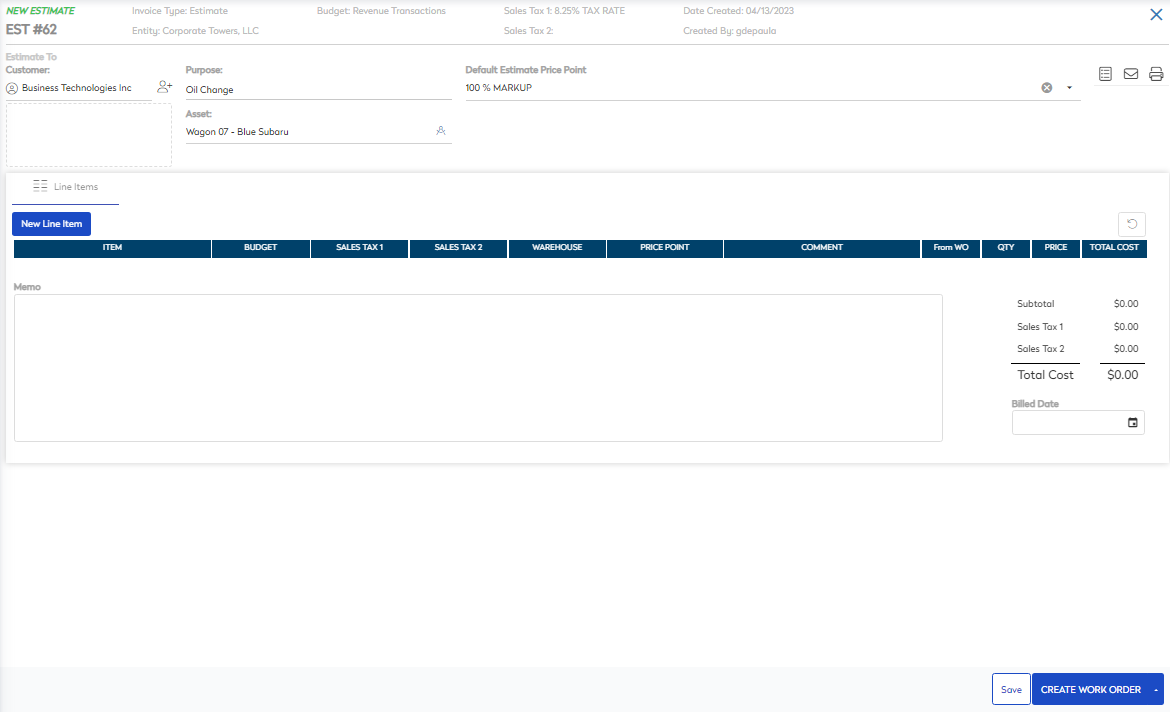 NEW ESTIMATE
EST #62
Invoice Type: Estimate
Entity: Corporate Towers, LLC
Budget: Revenue Transactions
Sales Tax 1: 8.25% TAX RATE
Sales Tax 2:
Date Created: 04/13/2023
Created By: gdepaula
Estimate To
Customer:
Business Technologies Inc
Purpose:
Oil Change
Asset:
Wagon 07 - Blue Subaru
Default Estimate Price Point
100 % MARKUP
Line Items
New Line Item
ITEM BUDGET SALES TAX 1 SALES TAX 2 WAREHOUSE PRICE POINT COMMENT From WO QTY PRICE TOTAL COST
Memo
Subtotal $0.00
Sales Tax 1 $0.00
Sales Tax 2 $0.00
Total Cost $0.00
Billed Date
Save
CREATE WORK ORDER